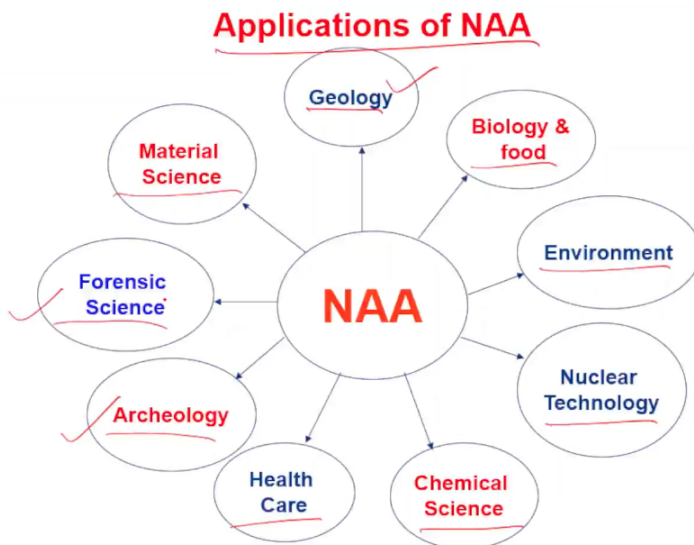 Applications of NAA
Geology
Biology &
food
Material
Science
Environment
Forensic
Science
NAA
Nuclear
Technology
Archeology
Health
Care
Chemical
Science